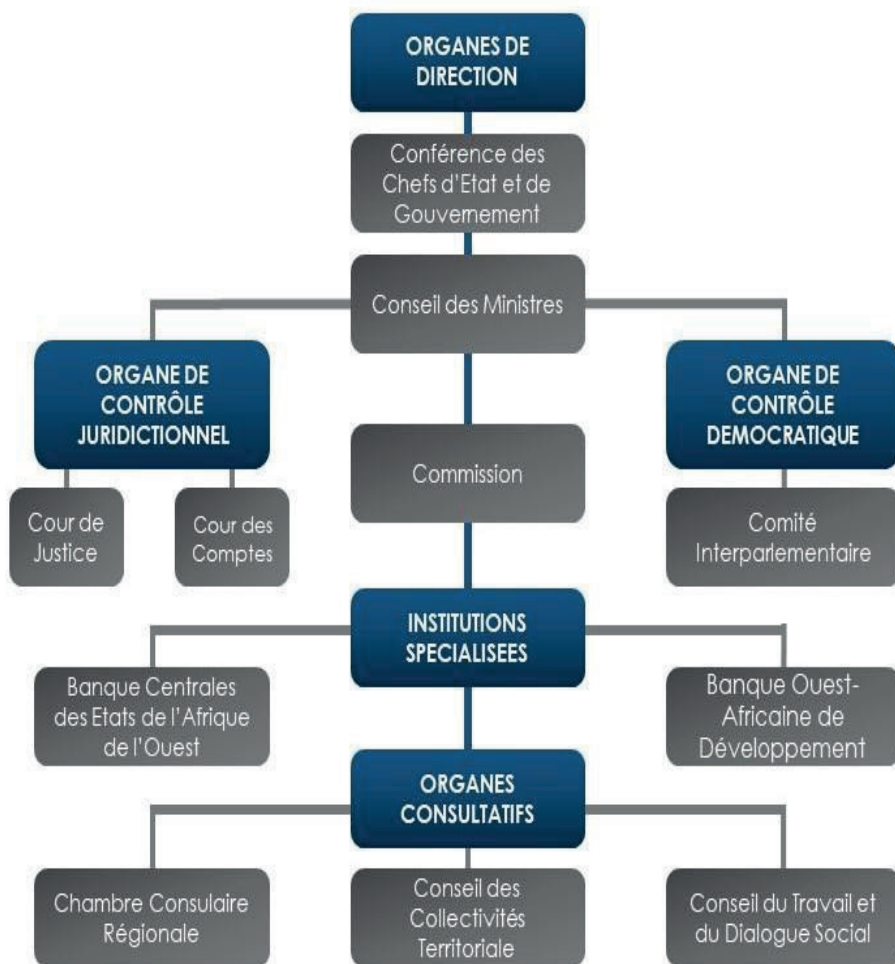 ORGANES DE
DIRECTION
Conférence des
Chefs d'Etat et de
Gouvernement
Conseil des Ministres
ORGANE DE
CONTRÔLE
JURIDICTIONNEL
ORGANE DE
CONTRÔLE
DEMOCRATIQUE
Commission
Cour de
Justice
Cour des
Comptes
Comité
Interparlementaire
INSTITUTIONS
SPECIALISEES
Banque Centrales
des Etats de l'Afrique
de l'Ouest
Banque Ouest-
Africaine de
Développement
ORGANES
CONSULTATIFS
Chambre Consulaire
Régionale
Conseil des
Collectivités
Territoriale
Conseil du Travail et
du Dialogue Social